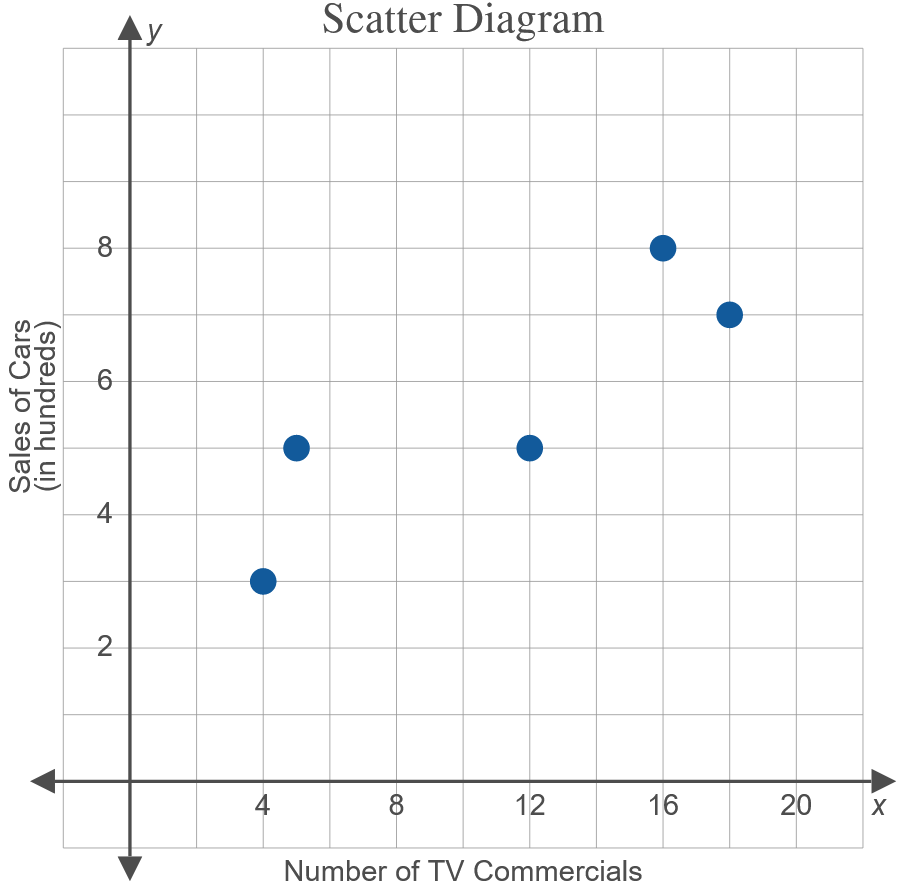 Scatter Diagram
y
8
6
4
2
Sales of Cars
(in hundreds)
4 8 12 16 20 x
Number of TV Commercials